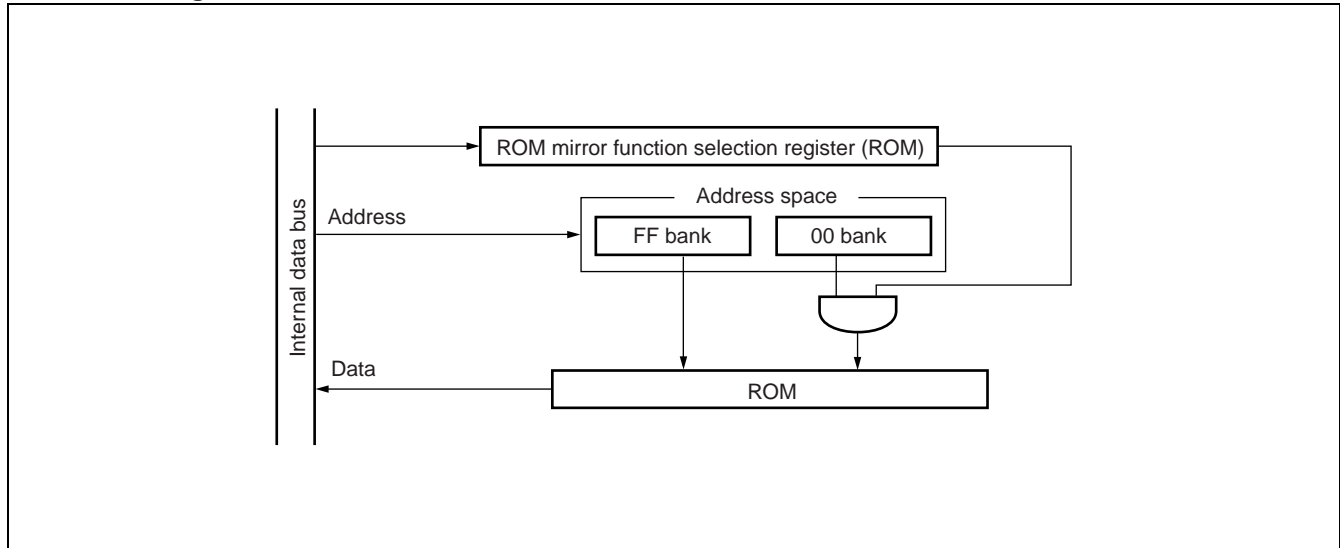 ROM mirror function selection register (ROM)
Address space
Address
FF bank
00 bank
Internal data bus
Data
ROM